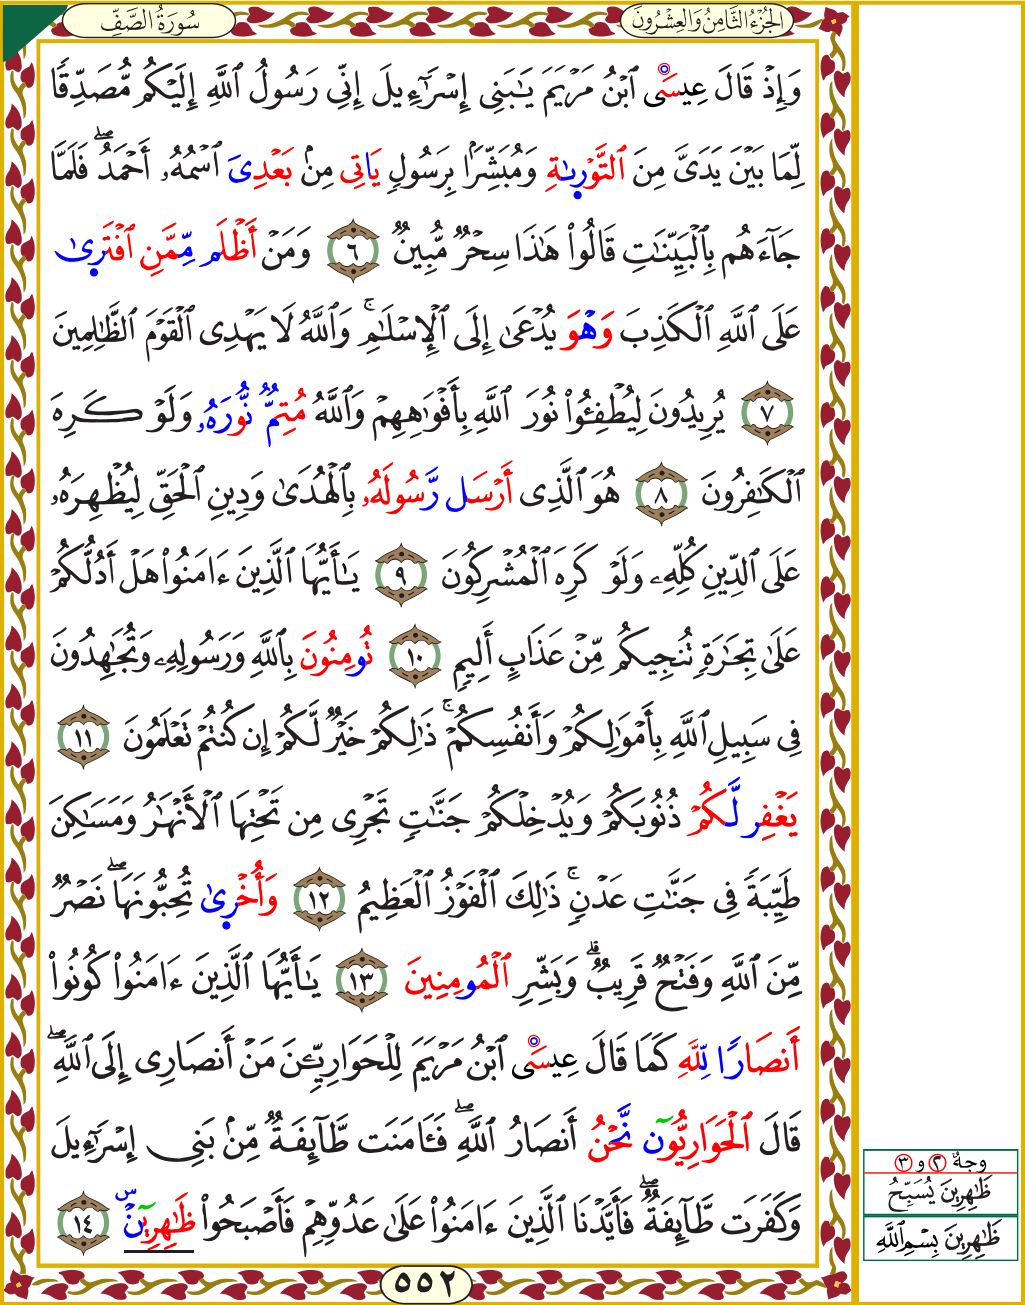 الجُزْءُ الثَّامِنُ وَالعِشْرُونَ
سُورَةُ الصَّفِّ
وَإِذْ قَالَ عِيسَى ٱبْنُ مَرْيَمَ يَـٰبَنِىٓ إِسْرَـٰٓءِيلَ إِنِّى رَسُولُ ٱللَّهِ إِلَيْكُم مُّصَدِّقًا
لِّمَا بَيْنَ يَدَىَّ مِنَ ٱلتَّوْرىٰةِ وَمُبَشِّرًۢا بِرَسُولٍ يَاتِى مِنۢ بَعْدِىَ ٱسْمُهُۥٓ أَحْمَدُ ۖ فَلَمَّا
جَآءَهُم بِٱلْبَيِّنَـٰتِ قَالُوا۟ هَـٰذَا سِحْرٌ مُّبِينٌ ٦ وَمَنْ أَظْلَم مِّمَّنِ ٱفْتَرىٰ
عَلَى ٱللَّهِ ٱلْكَذِبَ وَهْوَ يُدْعَىٰٓ إِلَى ٱلْإِسْلَـٰمِ ۚ وَٱللَّهُ لَا يَهْدِى ٱلْقَوْمَ ٱلظَّـٰلِمِينَ
٧ يُرِيدُونَ لِيُطْفِـُٔوا۟ نُورَ ٱللَّهِ بِأَفْوَٰهِهِمْ وَٱللَّهُ مُتِمٌّ نُّورَهُۥ وَلَوْ كَرِهَ
ٱلْكَـٰفِرُونَ ٨ هُوَ ٱلَّذِىٓ أَرْسَل رَّسُولَهُۥ بِٱلْهُدَىٰ وَدِينِ ٱلْحَقِّ لِيُظْهِرَهُۥ
عَلَى ٱلدِّينِ كُلِّهِۦ وَلَوْ كَرِهَ ٱلْمُشْرِكُونَ ٩ يَـٰٓأَيُّهَا ٱلَّذِينَ ءَامَنُوا۟ هَلْ أَدُلُّكُمْ
عَلَىٰ تِجَـٰرَةٍ تُنجِيكُم مِّنْ عَذَابٍ أَلِيمٍ ١٠ تُومِنُونَ بِٱللَّهِ وَرَسُولِهِۦ وَتُجَـٰهِدُونَ
فِى سَبِيلِ ٱللَّهِ بِأَمْوَٰلِكُمْ وَأَنفُسِكُمْ ۚ ذَٰلِكُمْ خَيْرٌ لَّكُمْ إِن كُنتُمْ تَعْلَمُونَ ١١
يَغْفِر لَّكُمْ ذُنُوبَكُمْ وَيُدْخِلْكُمْ جَنَّـٰتٍ تَجْرِى مِن تَحْتِهَا ٱلْأَنْهَـٰرُ وَمَسَـٰكِنَ
طَيِّبَةً فِى جَنَّـٰتِ عَدْنٍ ۚ ذَٰلِكَ ٱلْفَوْزُ ٱلْعَظِيمُ ١٢ وَأُخْرىٰ تُحِبُّونَهَا ۖ نَصْرٌ
مِّنَ ٱللَّهِ وَفَتْحٌ قَرِيبٌ ۗ وَبَشِّرِ ٱلْمُومِنِينَ ١٣ يَـٰٓأَيُّهَا ٱلَّذِينَ ءَامَنُوا۟ كُونُوٓا۟
أَنصَارًا لِّلَّهِ كَمَا قَالَ عِيسَى ٱبْنُ مَرْيَمَ لِلْحَوَارِيِّـۧنَ مَنْ أَنصَارِىٓ إِلَى ٱللَّهِ ۖ
قَالَ ٱلْحَوَارِيُّون نَّحْنُ أَنصَارُ ٱللَّهِ ۖ فَـَٔامَنَت طَّآئِفَةٌ مِّنۢ بَنِىٓ إِسْرَـٰٓءِيلَ
وَكَفَرَت طَّآئِفَةٌ ۖ فَأَيَّدْنَا ٱلَّذِينَ ءَامَنُوا۟ عَلَىٰ عَدُوِّهِمْ فَأَصْبَحُوا۟ ظَـٰهِرِينَ ۜ ١٤
وجهٌ ٢ و ٣
ظَـٰهِرِينَ يُسَبِّحُ
ظَـٰهِرِينَ بِسْمِ ٱللَّهِ
٥٥٢